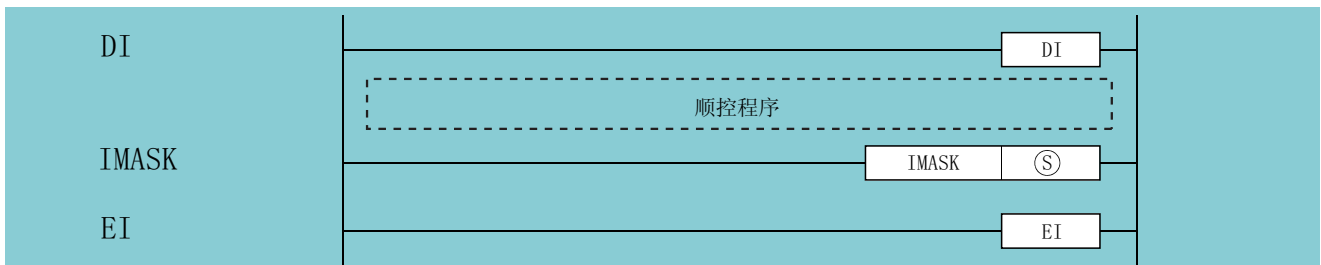 DI DI
顺控程序
IMASK IMASK Ⓢ
EI EI